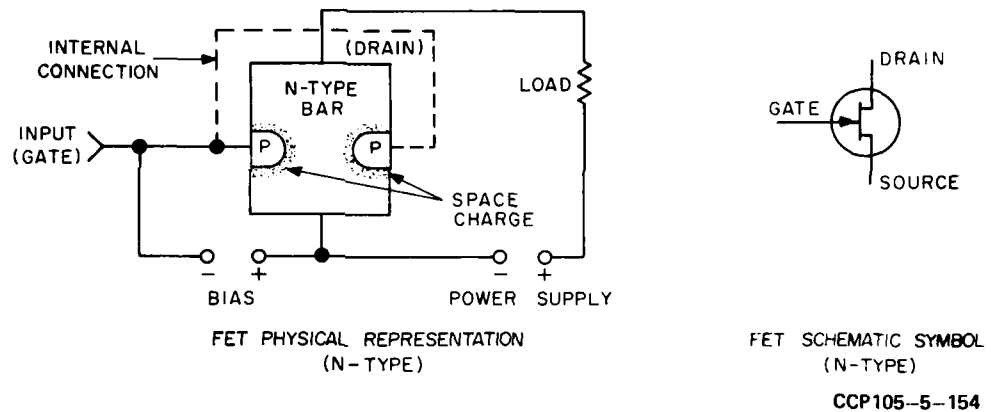 INTERNAL
CONNECTION
(DRAIN)
N-TYPE
BAR
LOAD
INPUT
(GATE)
P
P
SPACE
CHARGE
- +
BIAS
- +
POWER SUPPLY
FET PHYSICAL REPRESENTATION
(N-TYPE)
DRAIN
GATE
SOURCE
FET SCHEMATIC SYMBOL
(N-TYPE)
CCP105-5-154